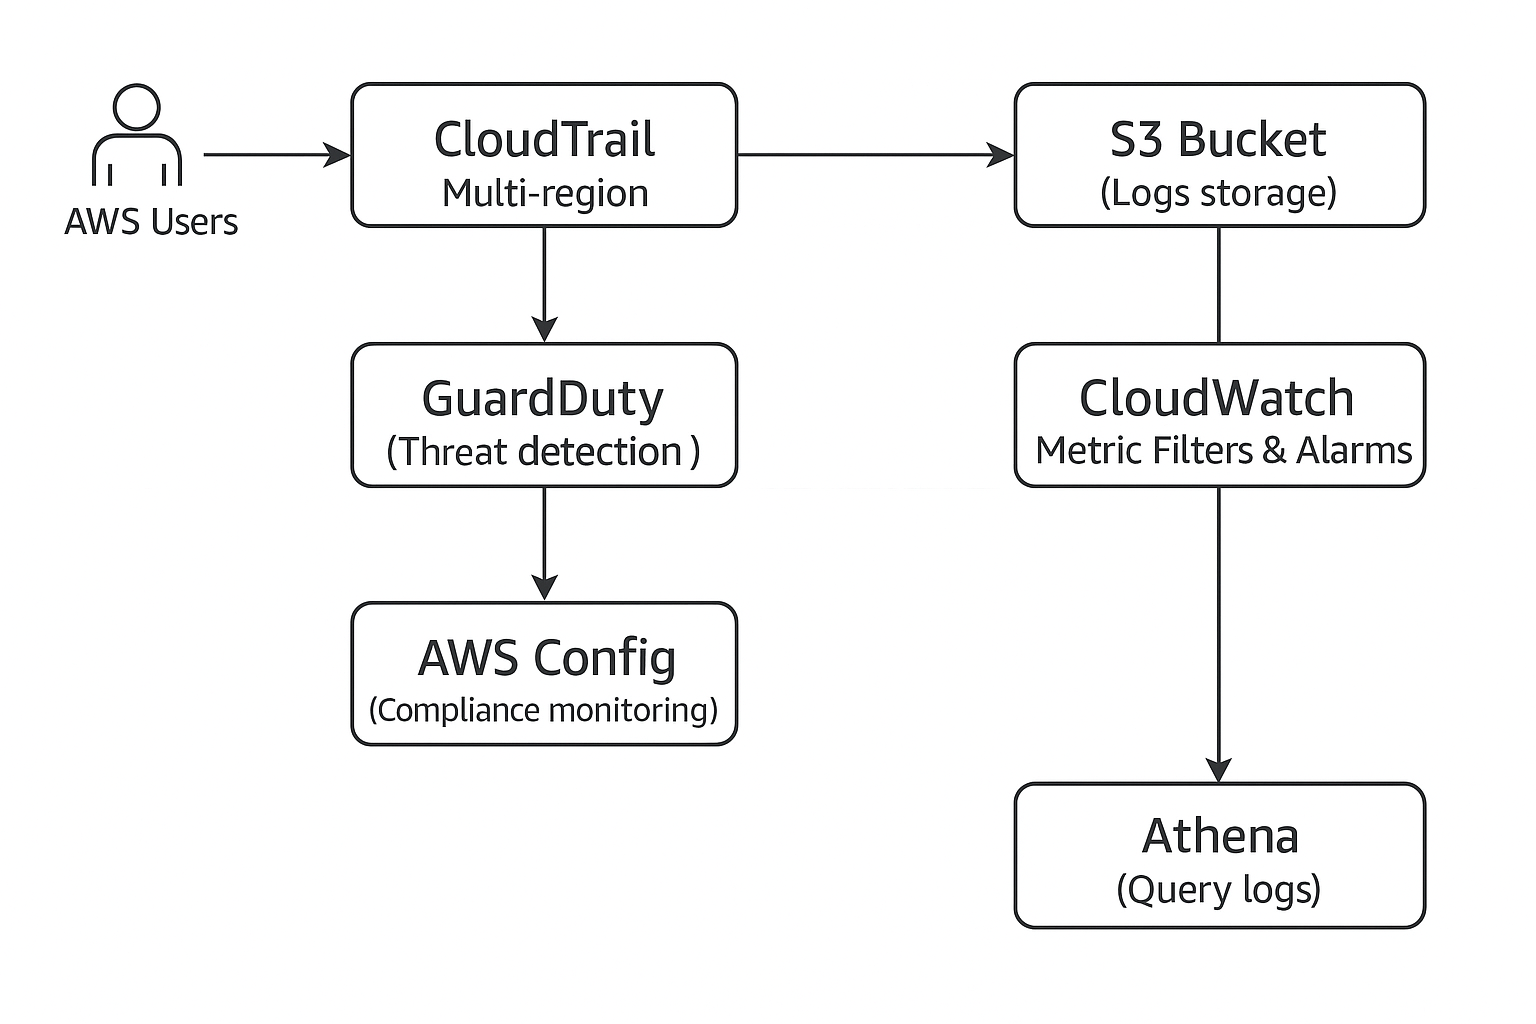 AWS Users
CloudTrail
Multi-region
S3 Bucket
(Logs storage)
GuardDuty
(Threat detection )
CloudWatch
Metric Filters & Alarms
AWS Config
(Compliance monitoring)
Athena
(Query logs)